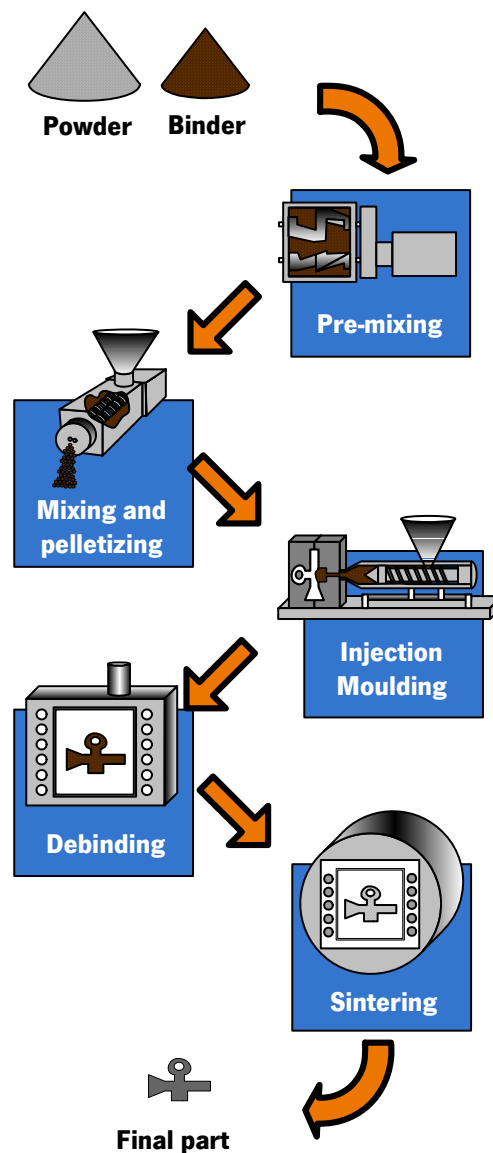 Powder
Binder
Pre-mixing
Mixing and
pelletizing
Injection
Moulding
Debinding
Sintering
Final part